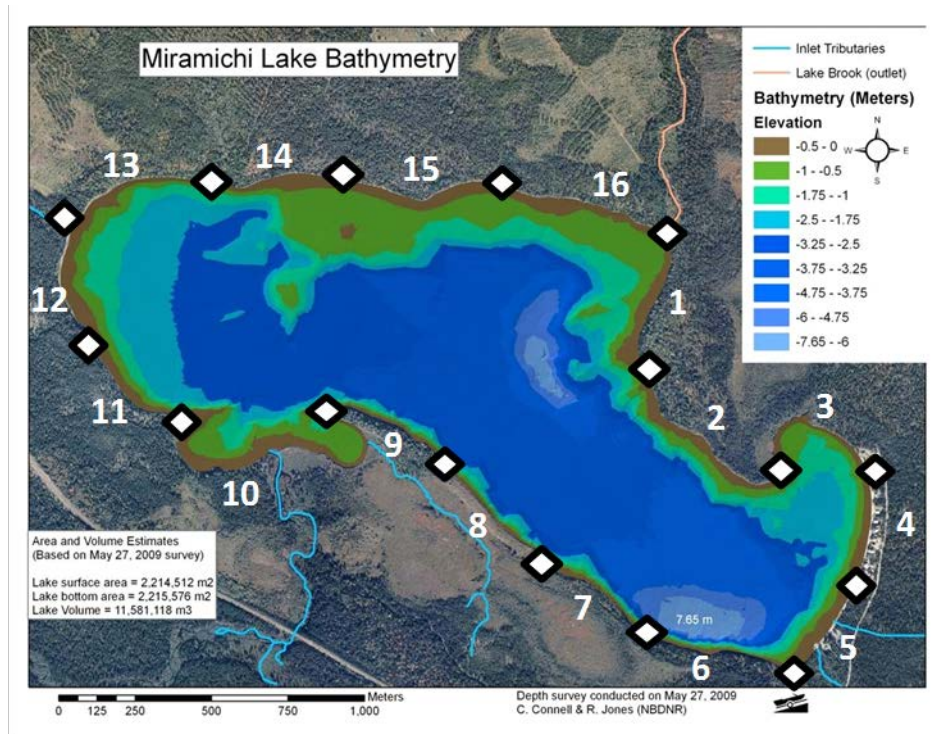 Miramichi Lake Bathymetry
Inlet Tributaries
Lake Brook (outlet)
Bathymetry (Meters)
Elevation
N
W E
S
-0.5 - 0
-1 - -0.5
-1.75 - -1
-2.5 - -1.75
-3.25 - -2.5
-3.75 - -3.25
-4.75 - -3.75
-6 - -4.75
-7.65 - -6
13
14
15
16
12
1
11
2
3
9
10
4
8
7
7.65 m
5
6
Area and Volume Estimates
(Based on May 27, 2009 survey)
Lake surface area = 2,214,512 m2
Lake bottom area = 2,215,576 m2
Lake Volume = 11,581,118 m3
Meters
0 125 250 500 750 1,000
Depth survey conducted on May 27, 2009
C. Connell & R. Jones (NBDNR)